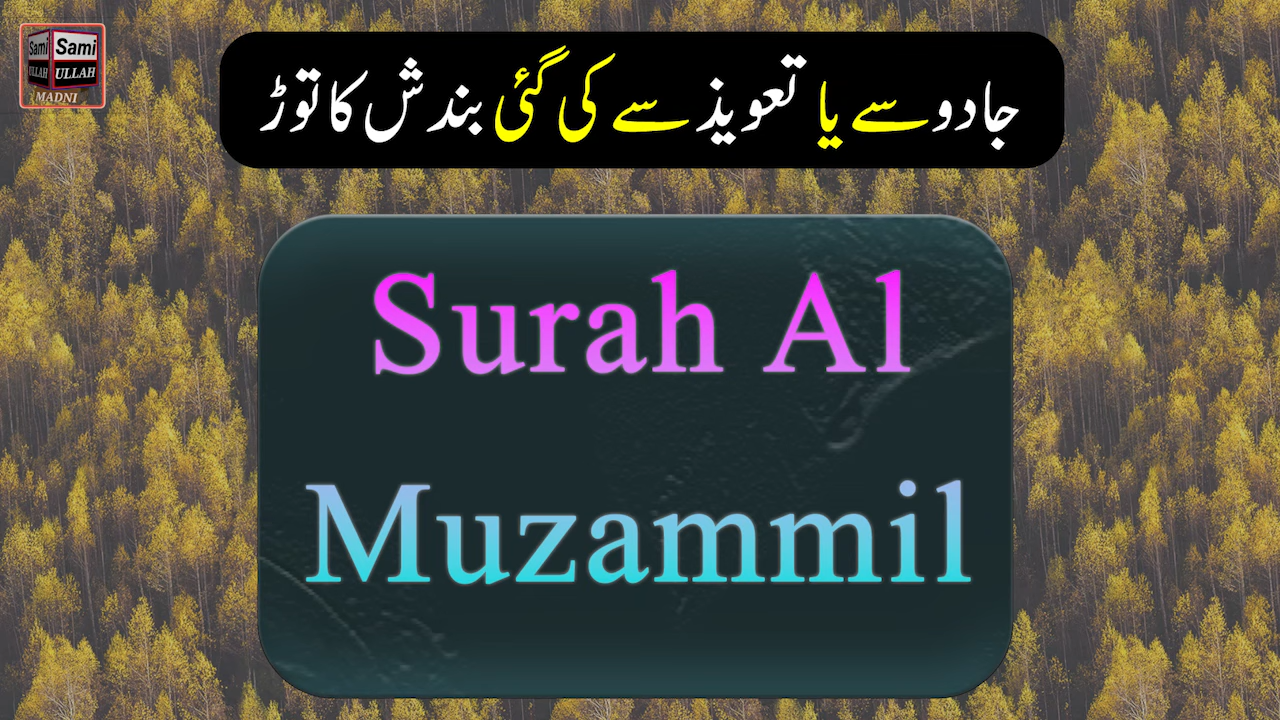 Sami Sami
ULLAH ULLAH
MADNI
جادو سے یا تعویذ سے کی گئی بندش کا توڑ
Surah Al
Muzammil